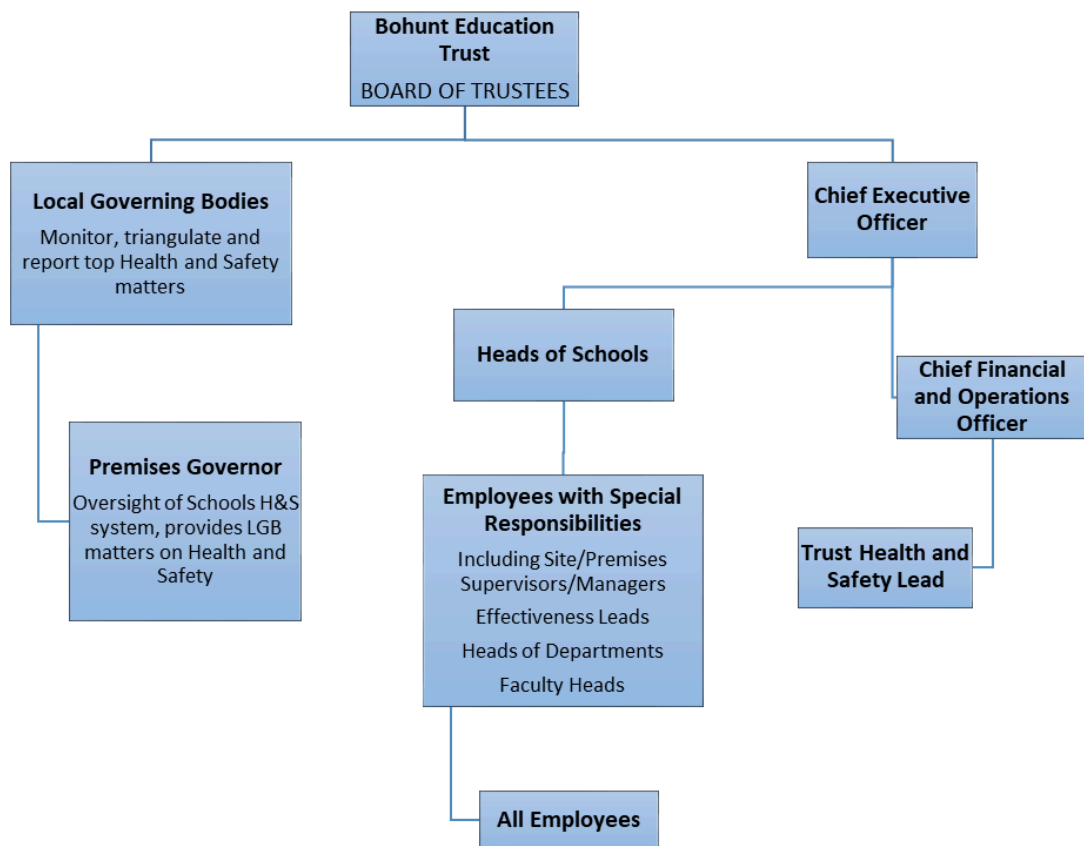 Bohunt Education
Trust
BOARD OF TRUSTEES
Local Governing Bodies
Monitor, triangulate and
report top Health and Safety
matters
Chief Executive
Officer
Heads of Schools
Chief Financial
and Operations
Officer
Premises Governor
Oversight of Schools H&S
system, provides LGB
matters on Health and
Safety
Employees with Special
Responsibilities
Including Site/Premises
Supervisors/Managers
Effectiveness Leads
Heads of Departments
Faculty Heads
Trust Health and
Safety Lead
All Employees